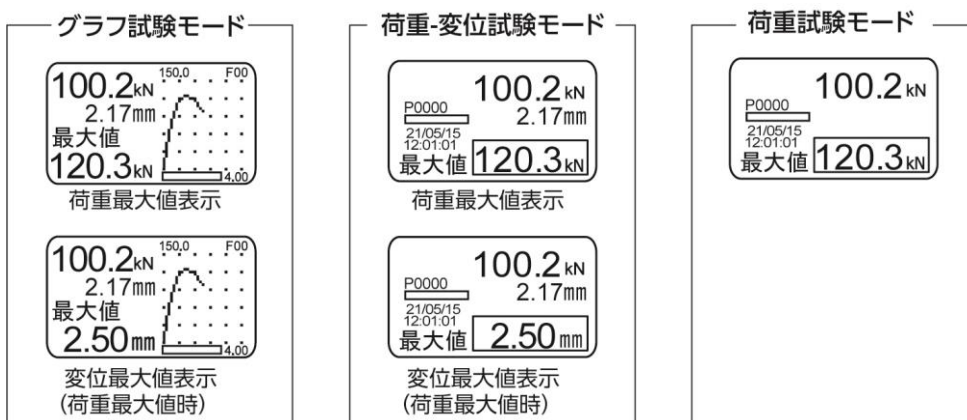 グラフ試験モード
100.2kN
150.0
F00
2.17mm
最大値
120.3kN
4.00
荷重最大値表示
100.2kN
150.0
F00
2.17mm
最大値
2.50mm
4.00
変位最大値表示
(荷重最大値時)
荷重-変位試験モード
100.2kN
P0000
2.17mm
21/05/15
12:01:01
最大値 120.3kN
荷重最大値表示
100.2kN
P0000
2.17mm
21/05/15
12:01:01
最大値 2.50mm
変位最大値表示
(荷重最大値時)
荷重試験モード
100.2kN
P0000
21/05/15
12:01:01
最大値 120.3kN